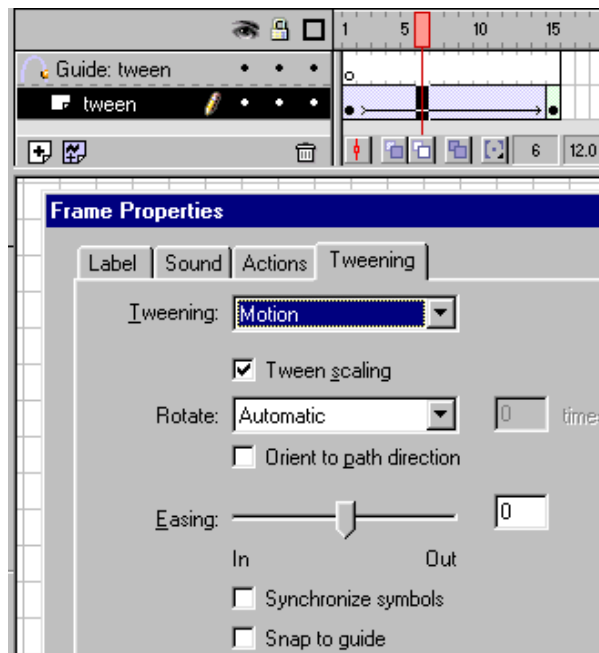 1 5 10 15
Guide: tween
tween
6 12.0
Frame Properties
Label Sound Actions Tweening
Tweening: Motion
Tween scaling
Rotate: Automatic 0 times
Orient to path direction
Easing: 0
In Out
Synchronize symbols
Snap to guide